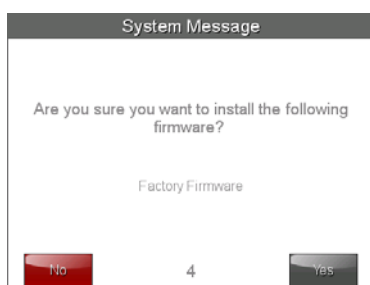 System Message
Are you sure you want to install the following
firmware?
Factory Firmware
No
4
Yes